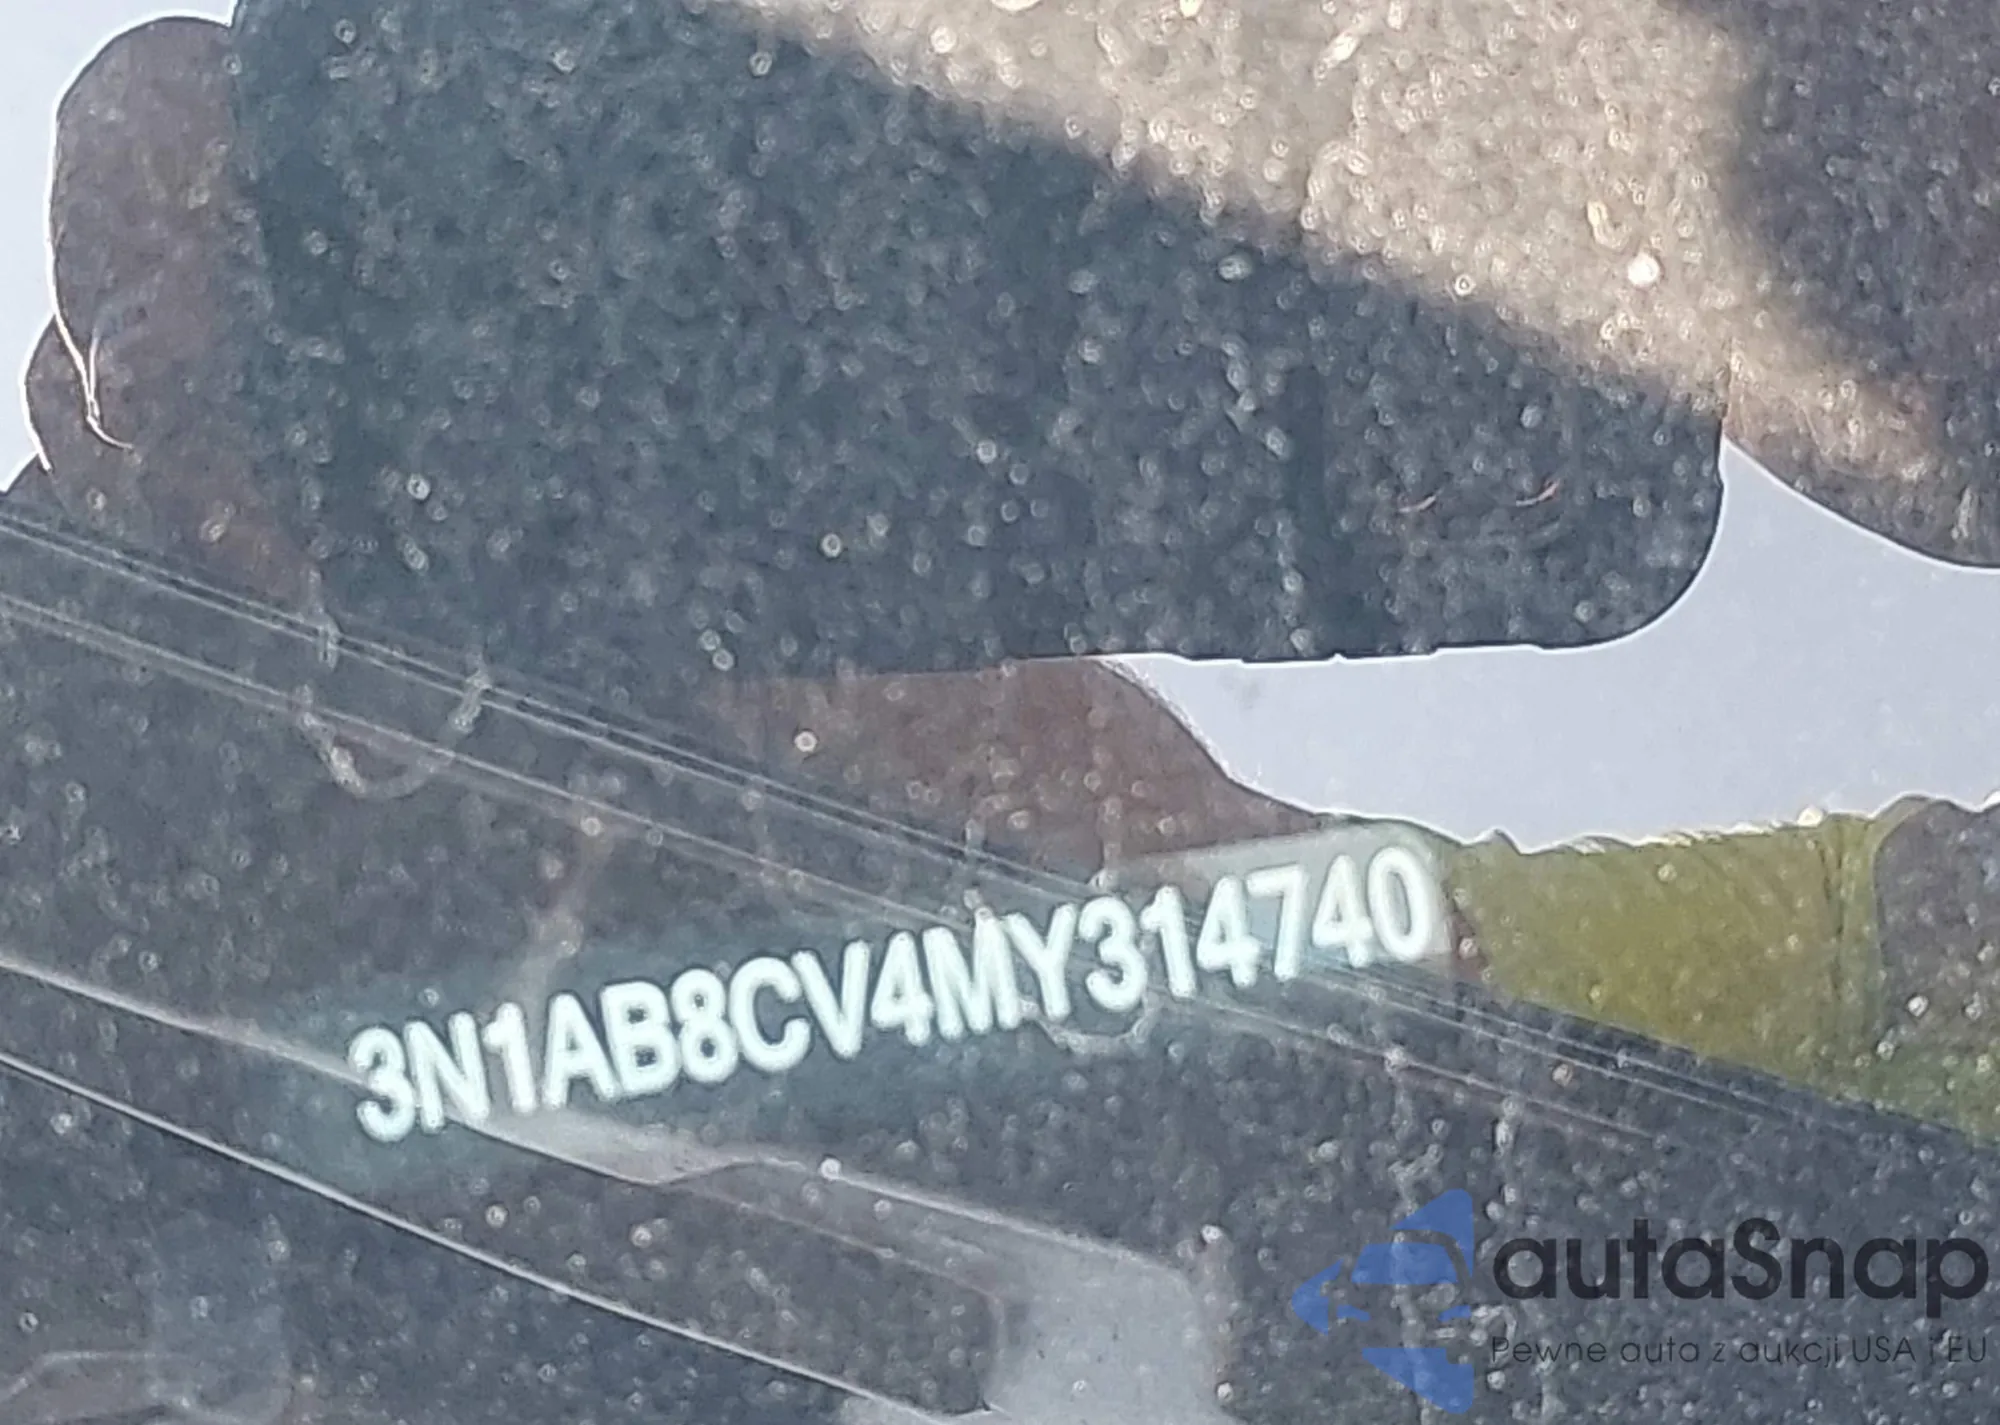 3N1AB8CV4MY314740
autaSnap
Pewne auta z aukcji USA i EU